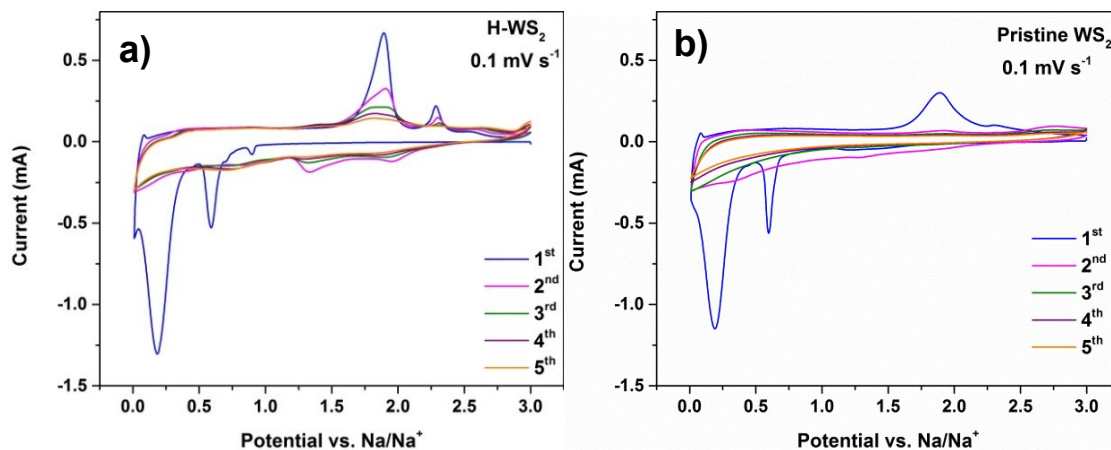 a)
H-WS₂
0.1 mV s⁻¹
Current (mA)
0.5
0.0
-0.5
-1.0
-1.5
1ˢᵗ
2ⁿᵈ
3ʳᵈ
4ᵗʰ
5ᵗʰ
0.0 0.5 1.0 1.5 2.0 2.5 3.0
Potential vs. Na/Na⁺
b)
Pristine WS₂
0.1 mV s⁻¹
Current (mA)
0.5
0.0
-0.5
-1.0
-1.5
1ˢᵗ
2ⁿᵈ
3ʳᵈ
4ᵗʰ
5ᵗʰ
0.0 0.5 1.0 1.5 2.0 2.5 3.0
Potential vs. Na/Na⁺